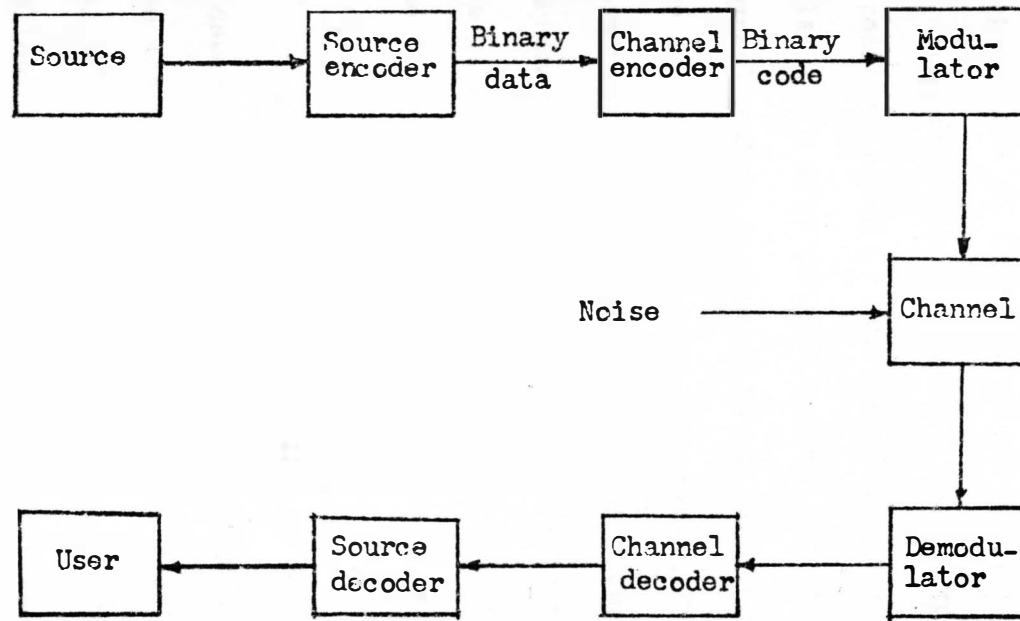 Source
Source
encoder
Binary
data
Channel
encoder
Binary
code
Modu-
lator
Noise
Channel
User
Source
decoder
Channel
decoder
Demodu-
lator